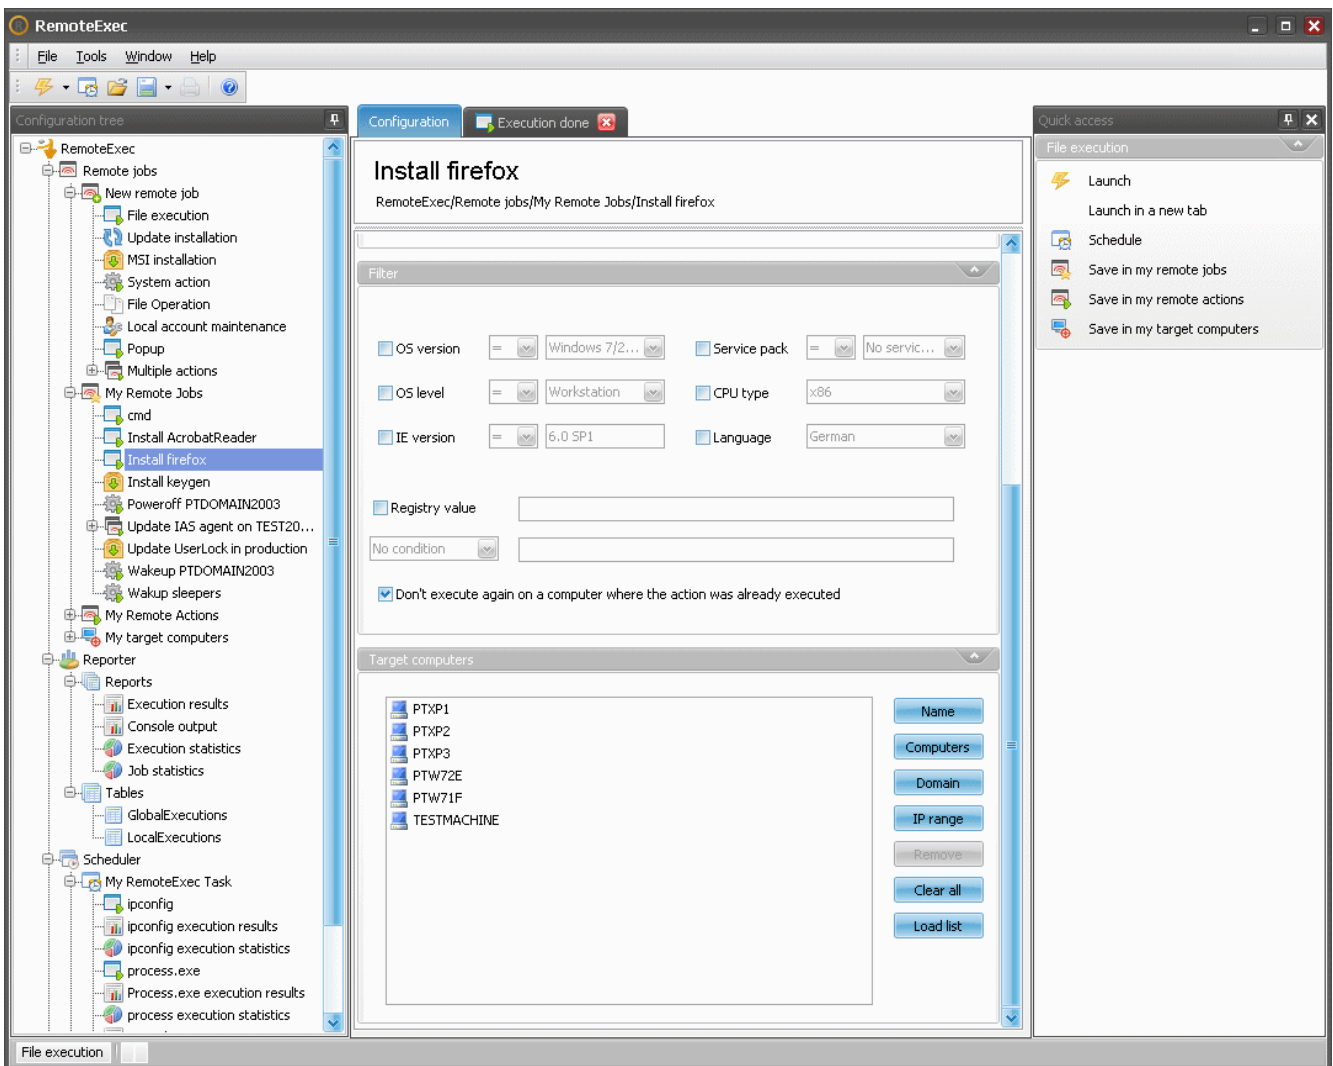 RemoteExec
File Tools Window Help
Configuration tree
RemoteExec
Remote jobs
New remote job
File execution
Update installation
MSI installation
System action
File Operation
Local account maintenance
Popup
Multiple actions
My Remote Jobs
cmd
Install AcrobatReader
Install firefox
Install keygen
Poweroff PTDOMAIN2003
Update IAS agent on TEST20...
Update UserLock in production
Wakeup PTDOMAIN2003
Wakup sleepers
My Remote Actions
My target computers
Reporter
Reports
Execution results
Console output
Execution statistics
Job statistics
Tables
GlobalExecutions
LocalExecutions
Scheduler
My RemoteExec Task
ipconfig
ipconfig execution results
ipconfig execution statistics
process.exe
Process.exe execution results
process execution statistics
Configuration Execution done
Install firefox
RemoteExec/Remote jobs/My Remote Jobs/Install firefox
Filter
OS version = Windows 7/2... Service pack = No servic...
OS level = Workstation CPU type x86
IE version = 6.0 SP1 Language German
Registry value
No condition
Don't execute again on a computer where the action was already executed
Target computers
PTXP1
PTXP2
PTXP3
PTW72E
PTW71F
TESTMACHINE
Name
Computers
Domain
IP range
Remove
Clear all
Load list
Quick access
File execution
Launch
Launch in a new tab
Schedule
Save in my remote jobs
Save in my remote actions
Save in my target computers
File execution